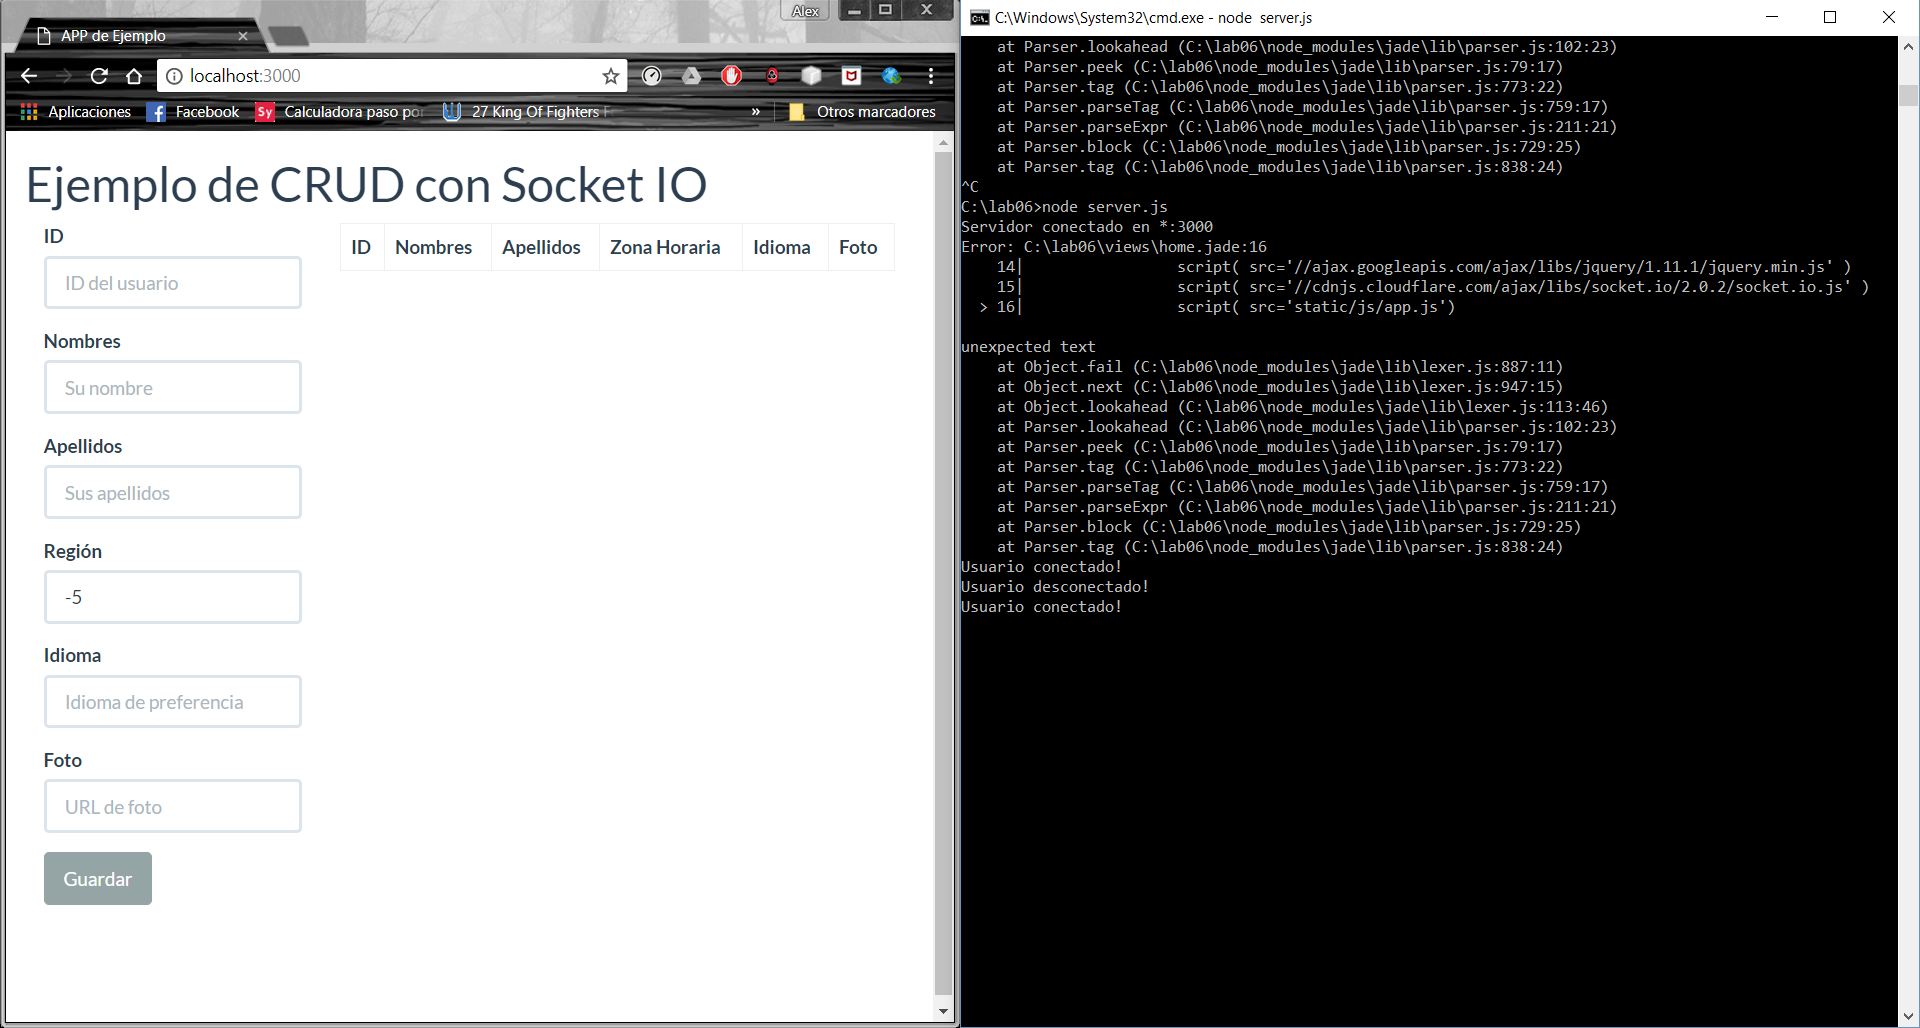 Alex
APP de Ejemplo
localhost:3000
Aplicaciones
Facebook
Sy
Calculadora paso po
27 King Of Fighters
»
Otros marcadores
Ejemplo de CRUD con Socket IO
ID
ID del usuario
Nombres
Su nombre
Apellidos
Sus apellidos
Región
-5
Idioma
Idioma de preferencia
Foto
URL de foto
Guardar
ID Nombres Apellidos Zona Horaria Idioma Foto
C:\Windows\System32\cmd.exe - node  server.js
at Parser.lookahead (C:\lab06\node_modules\jade\lib\parser.js:102:23)
at Parser.peek (C:\lab06\node_modules\jade\lib\parser.js:79:17)
at Parser.tag (C:\lab06\node_modules\jade\lib\parser.js:773:22)
at Parser.parseTag (C:\lab06\node_modules\jade\lib\parser.js:759:17)
at Parser.parseExpr (C:\lab06\node_modules\jade\lib\parser.js:211:21)
at Parser.block (C:\lab06\node_modules\jade\lib\parser.js:729:25)
at Parser.tag (C:\lab06\node_modules\jade\lib\parser.js:838:24)
^C
C:\lab06>node server.js
Servidor conectado en *:3000
Error: C:\lab06\views\home.jade:16
14| script( src='//ajax.googleapis.com/ajax/libs/jquery/1.11.1/jquery.min.js' )
15| script( src='//cdnjs.cloudflare.com/ajax/libs/socket.io/2.0.2/socket.io.js' )
> 16| script( src='static/js/app.js')
unexpected text
at Object.fail (C:\lab06\node_modules\jade\lib\lexer.js:887:11)
at Object.next (C:\lab06\node_modules\jade\lib\lexer.js:947:15)
at Object.lookahead (C:\lab06\node_modules\jade\lib\lexer.js:113:46)
at Parser.lookahead (C:\lab06\node_modules\jade\lib\parser.js:102:23)
at Parser.peek (C:\lab06\node_modules\jade\lib\parser.js:79:17)
at Parser.tag (C:\lab06\node_modules\jade\lib\parser.js:773:22)
at Parser.parseTag (C:\lab06\node_modules\jade\lib\parser.js:759:17)
at Parser.parseExpr (C:\lab06\node_modules\jade\lib\parser.js:211:21)
at Parser.block (C:\lab06\node_modules\jade\lib\parser.js:729:25)
at Parser.tag (C:\lab06\node_modules\jade\lib\parser.js:838:24)
Usuario conectado!
Usuario desconectado!
Usuario conectado!